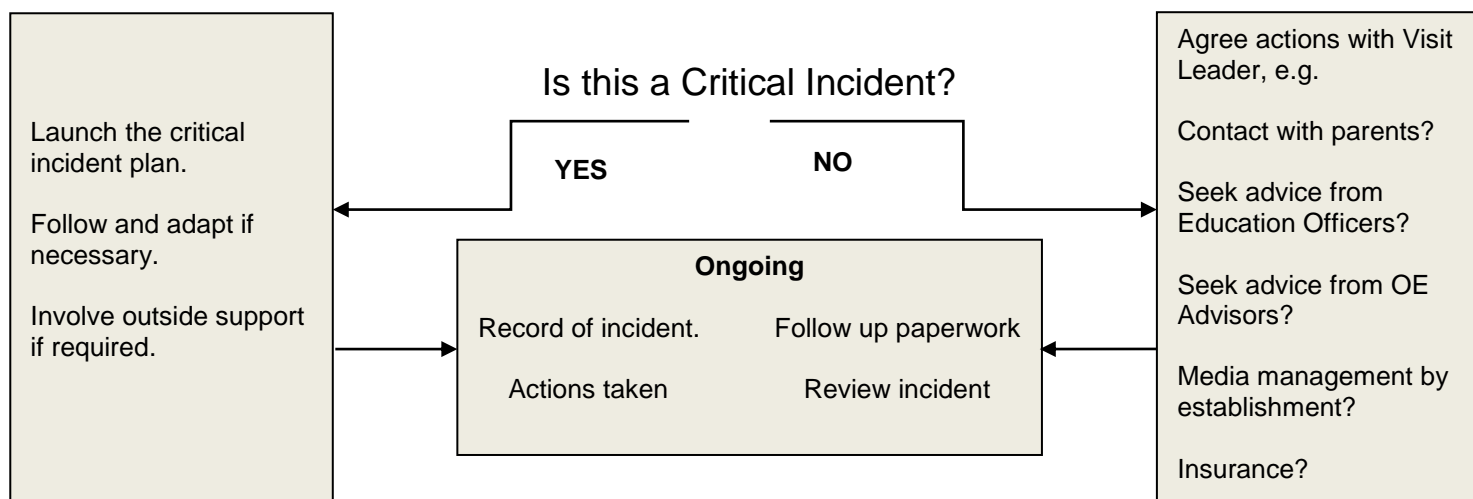 Is this a Critical Incident?
YES
NO
Launch the critical
incident plan.
Follow and adapt if
necessary.
Involve outside support
if required.
Ongoing
Record of incident.
Follow up paperwork
Actions taken
Review incident
Agree actions with Visit
Leader, e.g.
Contact with parents?
Seek advice from
Education Officers?
Seek advice from OE
Advisors?
Media management by
establishment?
Insurance?